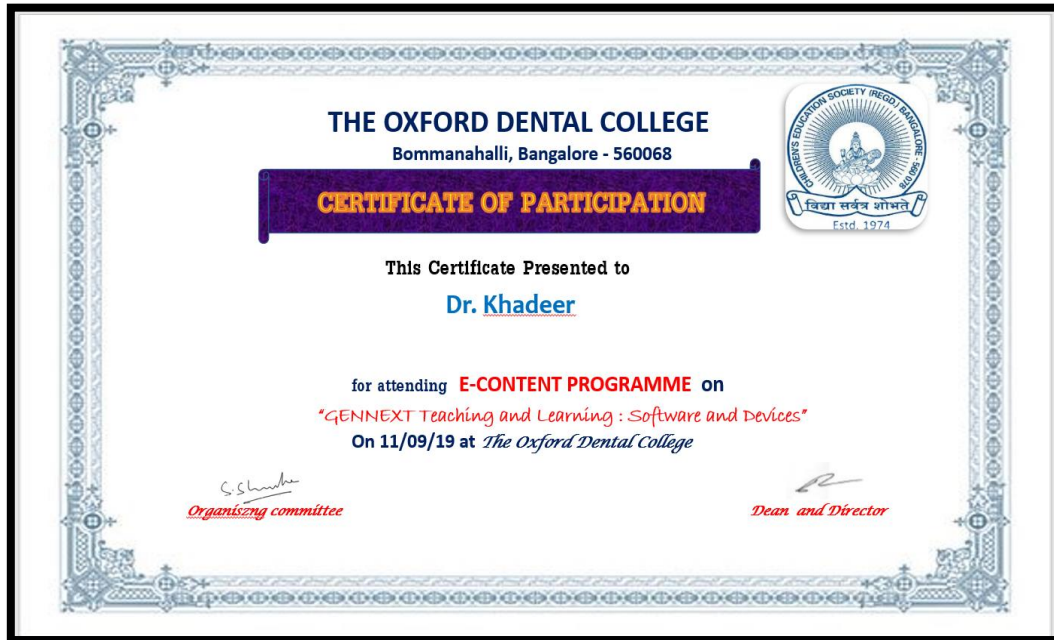 THE OXFORD DENTAL COLLEGE
Bommanahalli, Bangalore - 560068
CERTIFICATE OF PARTICIPATION
CHILDREN'S EDUCATION SOCIETY (REGD.) BANGALORE - 560 078
विद्या सर्वत्र शोभते
Estd. 1974
This Certificate Presented to
Dr. Khadeer
for attending E-CONTENT PROGRAMME on
"GENNEXT Teaching and Learning : Software and Devices"
On 11/09/19 at The Oxford Dental College
Organiszng committee
Dean and Director